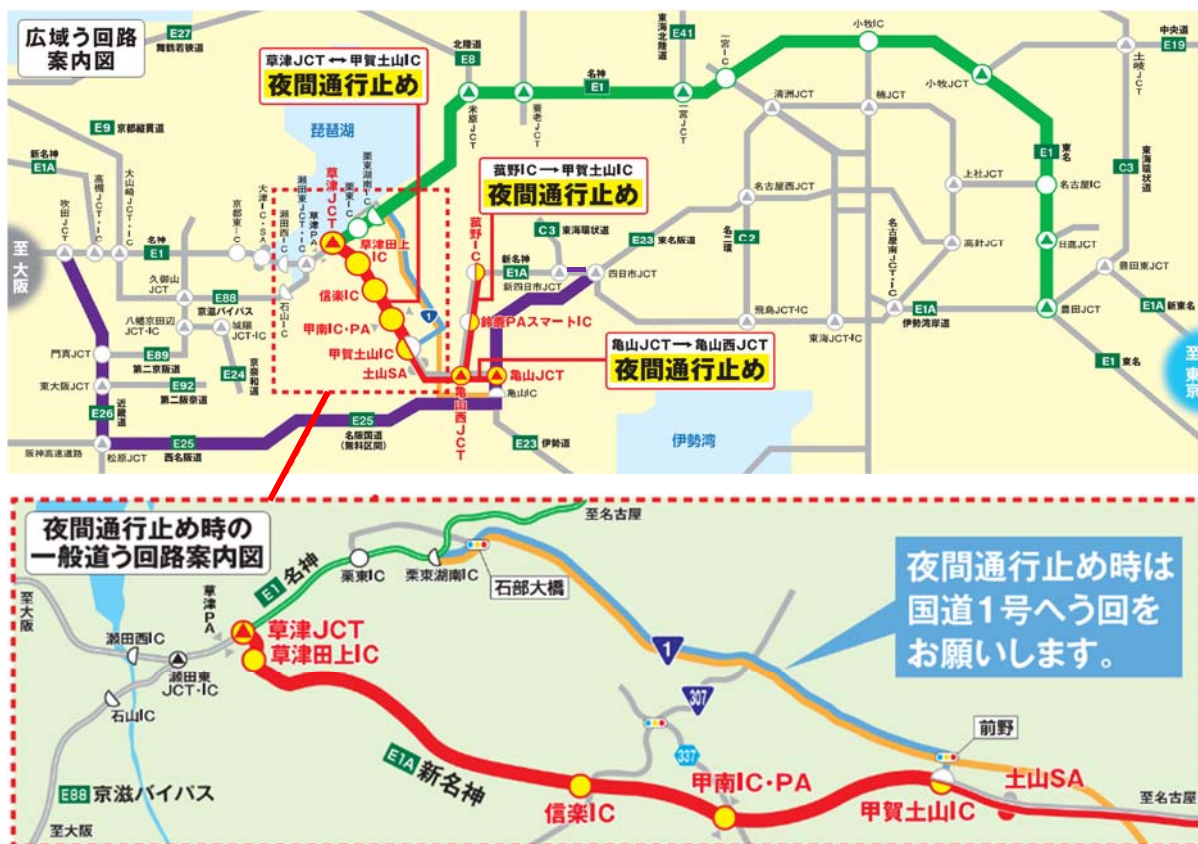 広域う回路
案内図
E27
舞鶴若狭道
草津JCT ↔ 甲賀土山IC
夜間通行止め
北陸道
E8
東海北陸道
E41
一宮IC
小牧IC
中央道
E19
土岐JCT
名神
E1
米原JCT
養老JCT
一宮JCT
清洲JCT
楠JCT
小牧JCT
E9 京都縦貫道
琵琶湖
新名神
E1A
高槻JCT・IC
大山崎JCT・IC
吹田JCT
京都東IC
大津IC・SA
瀬田西IC
瀬田東JCT・IC
草津PA
草津JCT
栗東IC
栗東湖南IC
菰野IC→甲賀土山IC
夜間通行止め
E1
東名
名古屋IC
上社JCT
東海環状道
C3
名古屋西JCT
至大阪
名神
E1
草津田上
IC
菰野IC
C3 東海環状道
E23 東名阪道
名二環
C2
名古屋南JCT・IC
高針JCT
日進JCT
久御山
JCT
E88
京滋バイパス
石山IC
信楽IC
新名神
E1A
新四日市JCT
四日市JCT
豊田東JCT
八幡京田辺
JCT・IC
城陽
JCT・IC
1
甲南IC・PA
鈴鹿PAスマートIC
飛島JCT・IC
東海JCT・IC
E1A
伊勢湾岸道
豊田JCT
E1A
新東名
門真JCT
E89
第二京阪道
E24
京奈和道
甲賀土山IC
土山SA
亀山JCT→亀山西JCT
夜間通行止め
E1
東名
至東京
東大阪JCT
E92
第二阪奈道
亀山西JCT
亀山JCT
亀山IC
近畿道
E26
E25
名阪国道
(無料区間)
E23 伊勢道
伊勢湾
阪神高速道路
松原JCT
E25
西名阪道
夜間通行止め時の
一般道う回路案内図
至名古屋
E1 名神
栗東IC
栗東湖南IC
石部大橋
夜間通行止め時は
国道1号へう回を
お願いします。
至大阪
草津PA
瀬田西IC
草津JCT
草津田上IC
瀬田東
JCT・IC
石山IC
1
307
337
前野
E1A 新名神
E88 京滋バイパス
信楽IC
甲南IC・PA
甲賀土山IC
土山SA
至大阪
至名古屋